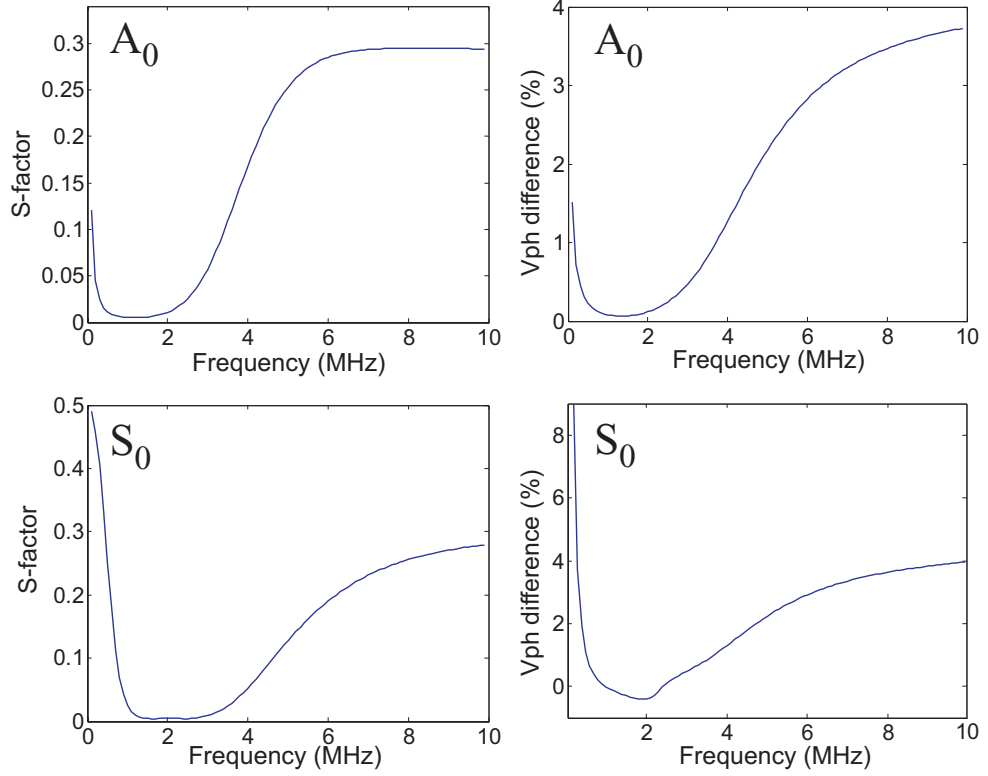 A0
S-factor
0.3
0.25
0.2
0.15
0.1
0.05
0
0 2 4 6 8 10
Frequency (MHz)
A0
Vph difference (%)
4
3
2
1
0
0 2 4 6 8 10
Frequency (MHz)
S0
S-factor
0.5
0.4
0.3
0.2
0.1
0
0 2 4 6 8 10
Frequency (MHz)
S0
Vph difference (%)
8
6
4
2
0
2 4 6 8 10
Frequency (MHz)